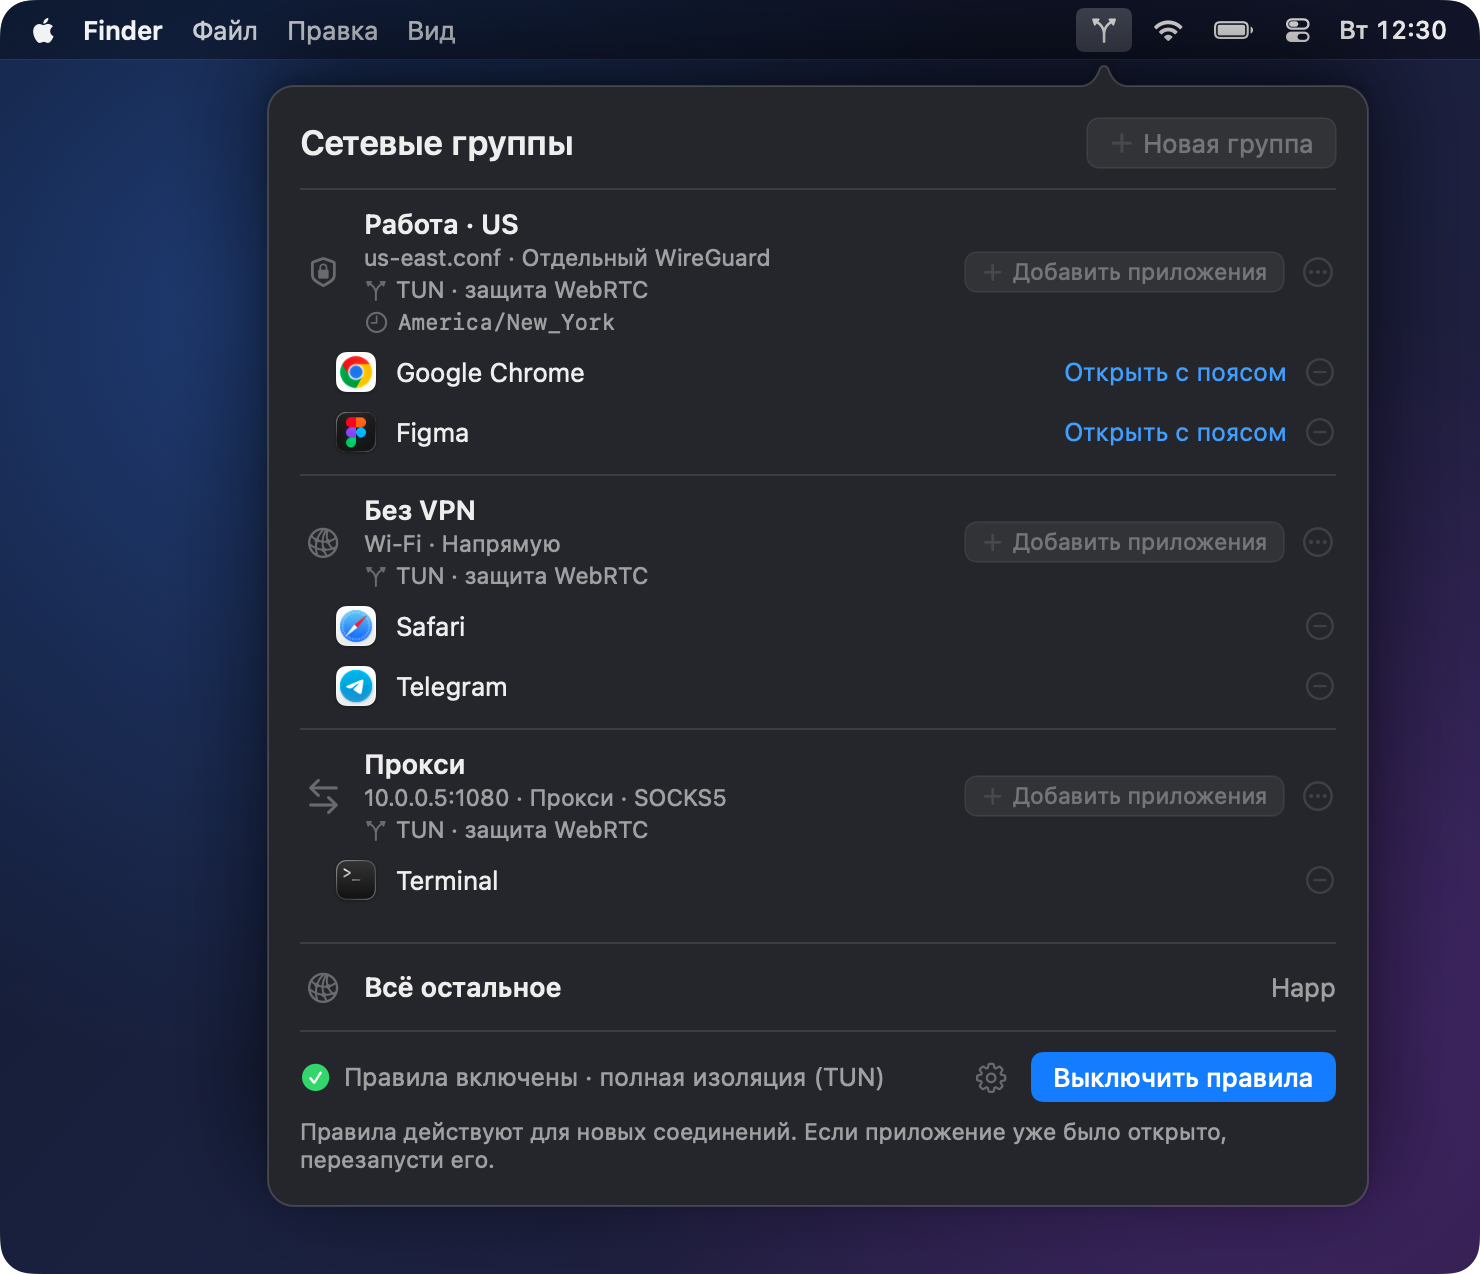 Finder Файл Правка Вид Вт 12:30
Сетевые группы
+ Новая группа
Работа · US
us-east.conf · Отдельный WireGuard
TUN · защита WebRTC
America/New_York
+ Добавить приложения
Google Chrome
Открыть с поясом
Figma
Открыть с поясом
Без VPN
Wi-Fi · Напрямую
TUN · защита WebRTC
+ Добавить приложения
Safari
Telegram
Прокси
10.0.0.5:1080 · Прокси · SOCKS5
TUN · защита WebRTC
+ Добавить приложения
Terminal
Всё остальное
Happ
Правила включены · полная изоляция (TUN)
Выключить правила
Правила действуют для новых соединений. Если приложение уже было открыто,
перезапусти его.